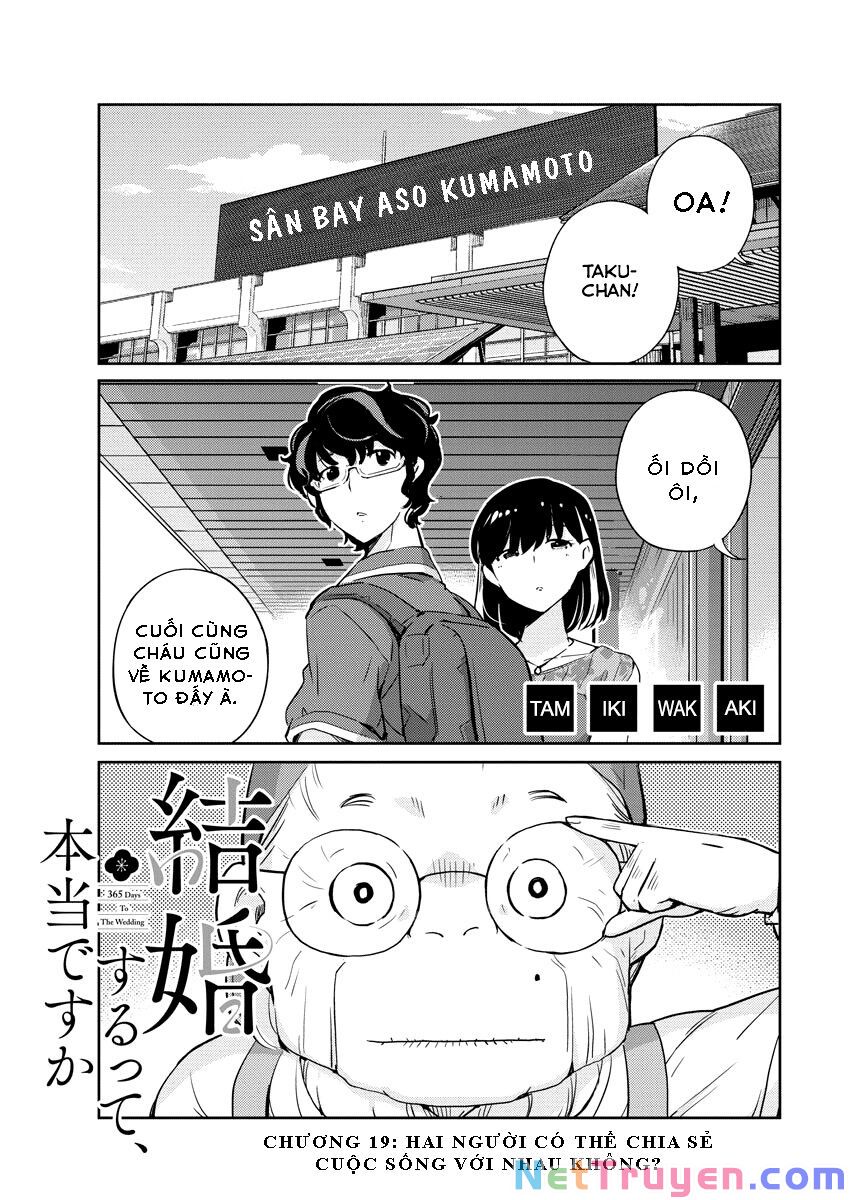 SÂN BAY ASO KUMAMOTO
OA!
TAKU-
CHAN!
ỐI DỒI
ÔI,
CUỐI CÙNG
CHÁU CŨNG
VỀ KUMAMO-
TO ĐẤY Ã.
TAM IKI WAK AKI
結婚するって、
本当ですか
365 Days
To
The Wedding
CHƯƠNG 19: HAI NGƯỜI CÓ THỂ CHIA SẺ
CUỘC SỐNG VỚI NHAU KHÔNG?
NetTruyen.com